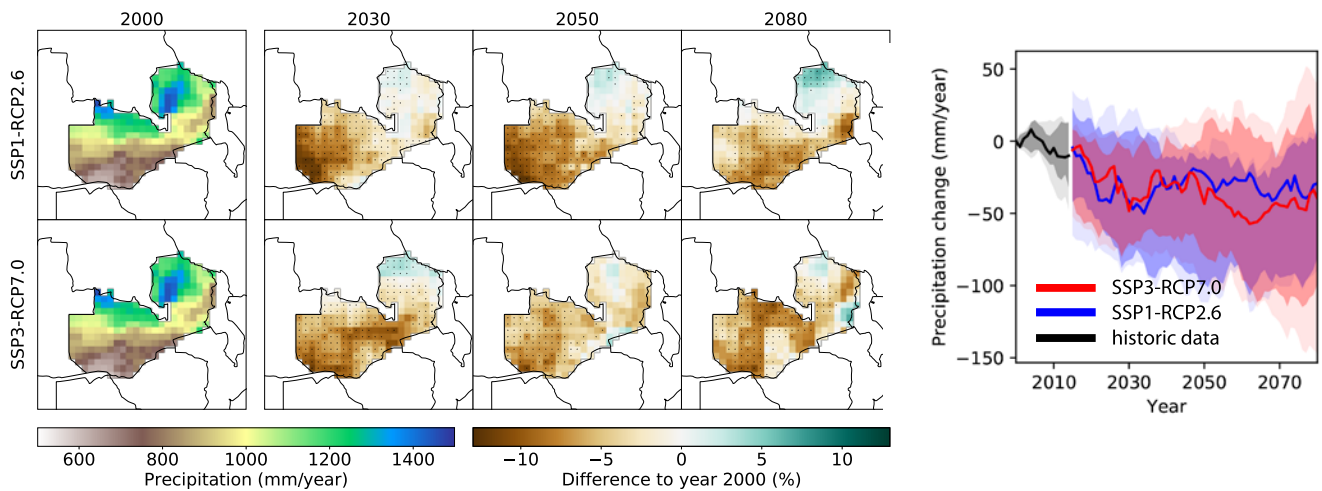 2000 2030 2050 2080
SSP1-RCP2.6
SSP3-RCP7.0
600 800 1000 1200 1400
Precipitation (mm/year)
−10 −5 0 5 10
Difference to year 2000 (%)
Precipitation change (mm/year)
50
0
−50
−100
−150
SSP3-RCP7.0
SSP1-RCP2.6
historic data
2010 2030 2050 2070
Year